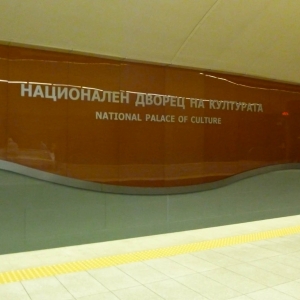 НАЦИОНАЛЕН ДВОРЕЦ НА КУЛТУРАТА
NATIONAL PALACE OF CULTURE